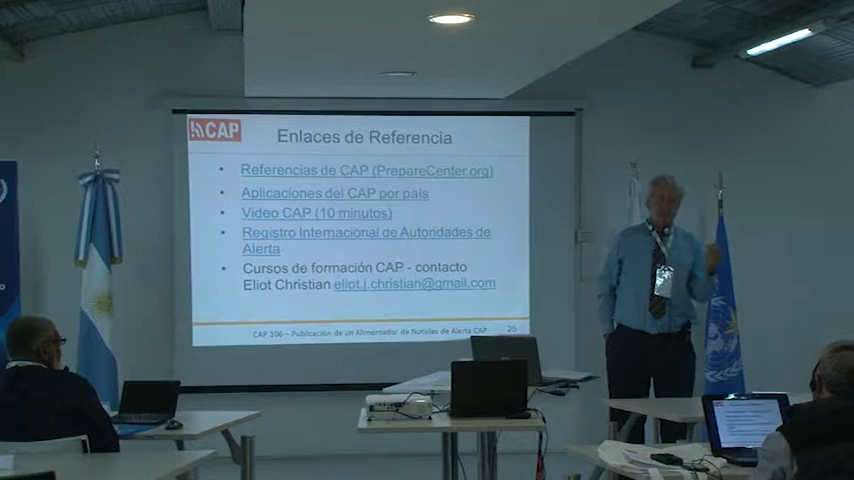 CAP
Enlaces de Referencia
• Referencias de CAP (PrepareCenter.org)
• Aplicaciones del CAP por país
• Video CAP (10 minutos)
• Registro Internacional de Autoridades de
Alerta
• Cursos de formación CAP - contacto
Eliot Christian eliot.j.christian@gmail.com
CAP 106 – Publicación de un Alimentador de Noticias de Alerta CAP
25